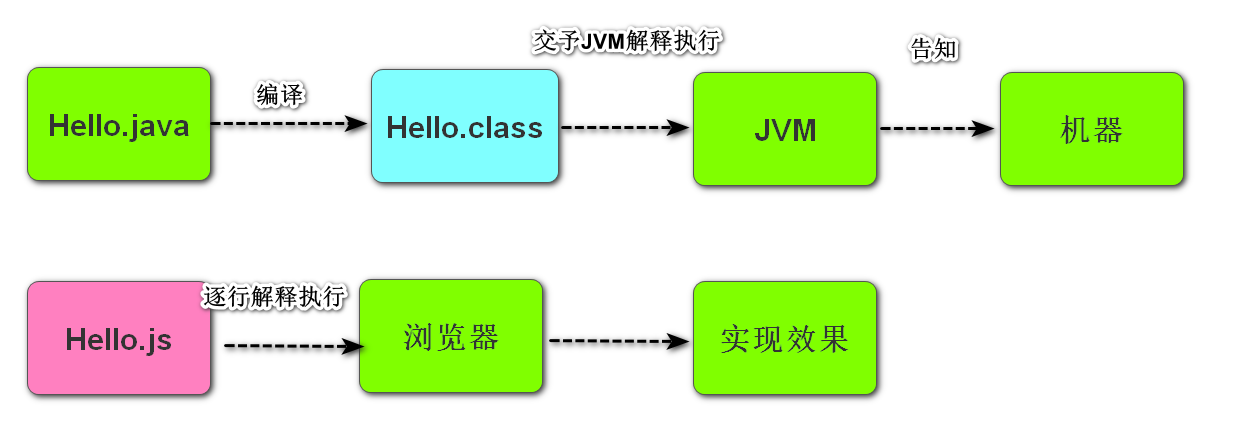 交予JVM解释执行
告知
编译
Hello.java
Hello.class
JVM
机器
逐行解释执行
Hello.js
浏览器
实现效果